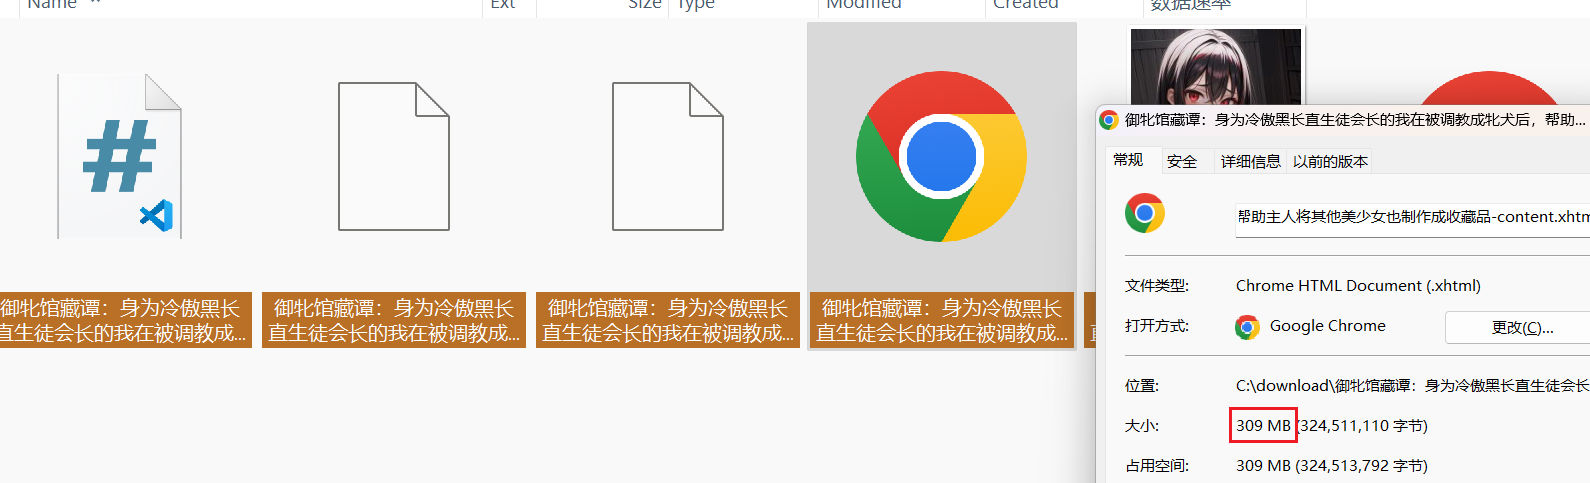 Name
Ext
Size
Type
Modified
Created
数据速率
御牝馆藏谭：身为冷傲黑长
直生徒会长的我在被调教成...
御牝馆藏谭：身为冷傲黑长
直生徒会长的我在被调教成...
御牝馆藏谭：身为冷傲黑长
直生徒会长的我在被调教成...
御牝馆藏谭：身为冷傲黑长
直生徒会长的我在被调教成...
御牝馆藏谭：身为冷傲黑长直生徒会长的我在被调教成牝犬后，帮助...
常规
安全
详细信息
以前的版本
帮助主人将其他美少女也制作成收藏品-content.xhtm
文件类型:
Chrome HTML Document (.xhtml)
打开方式:
Google Chrome
更改(C)...
位置:
C:\download\御牝馆藏谭：身为冷傲黑长直生徒会长
大小:
309 MB (324,511,110 字节)
占用空间:
309 MB (324,513,792 字节)